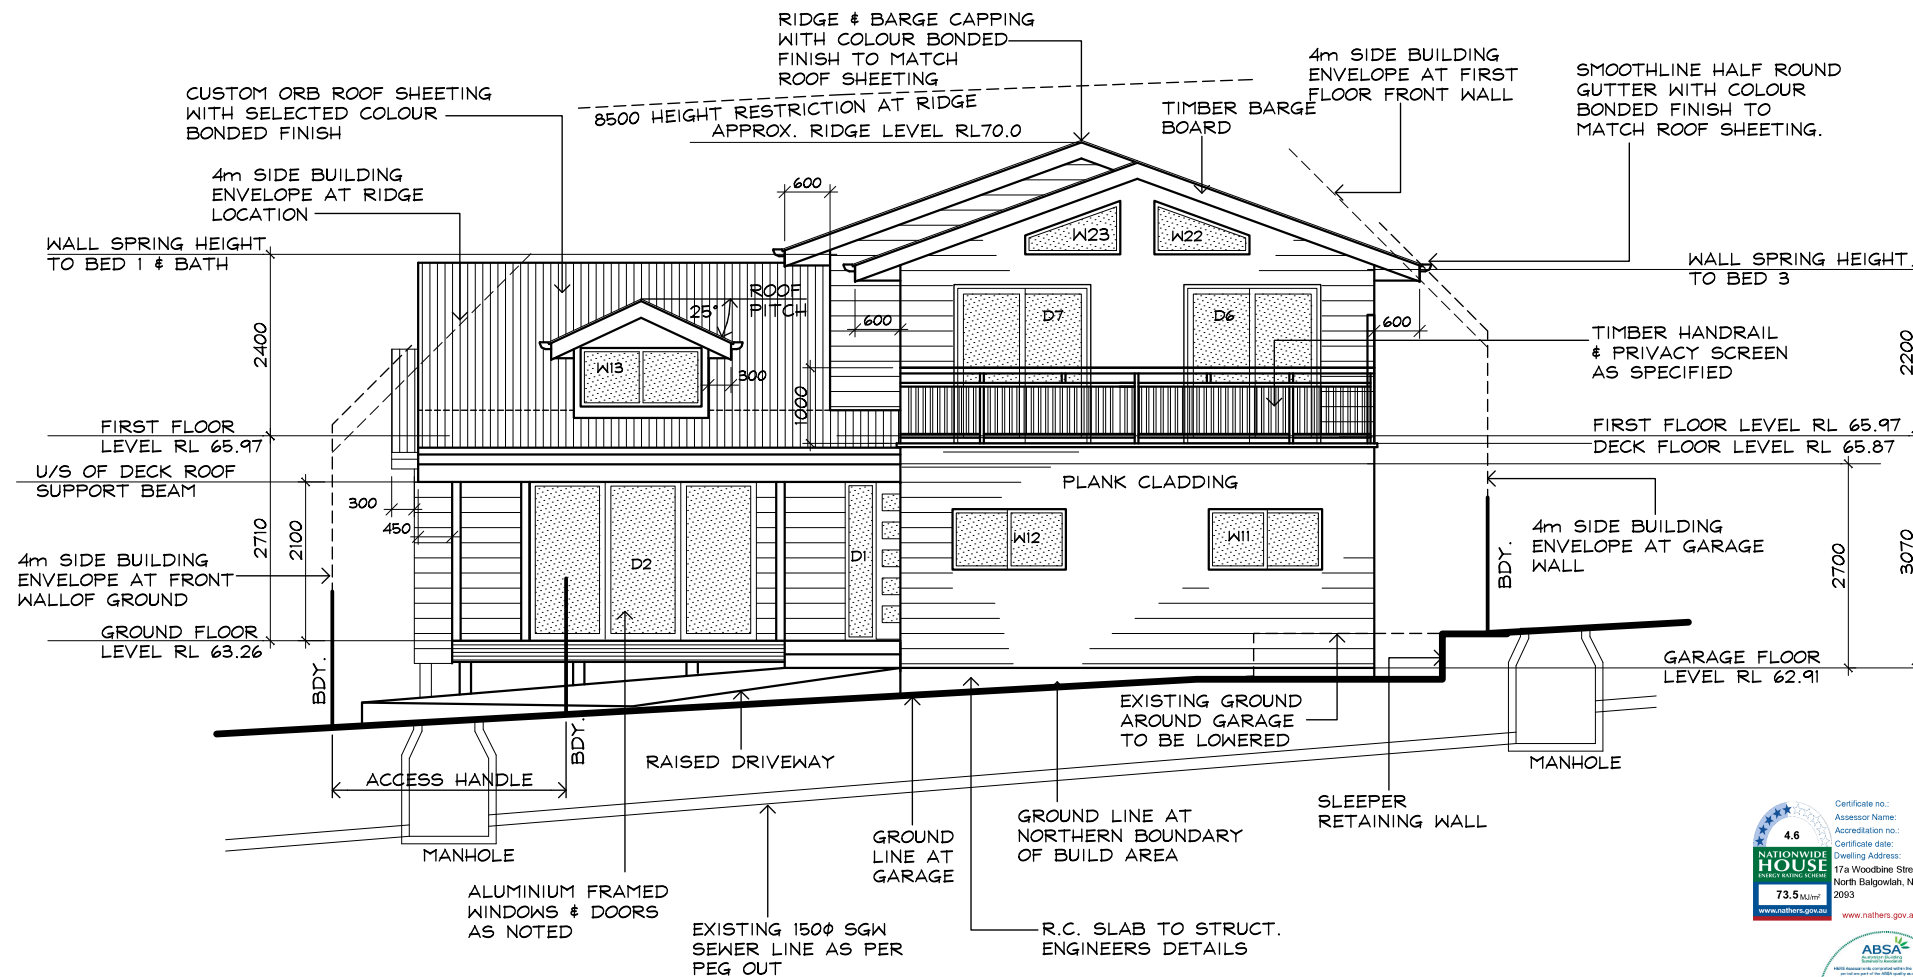 RIDGE & BARGE CAPPING
WITH COLOUR BONDED
FINISH TO MATCH
ROOF SHEETING
4m SIDE BUILDING
ENVELOPE AT FIRST
FLOOR FRONT WALL
SMOOTHLINE HALF ROUND
GUTTER WITH COLOUR
BONDED FINISH TO
MATCH ROOF SHEETING.
CUSTOM ORB ROOF SHEETING
WITH SELECTED COLOUR
BONDED FINISH
8500 HEIGHT RESTRICTION AT RIDGE
APPROX. RIDGE LEVEL RL70.0
TIMBER BARGE
BOARD
4m SIDE BUILDING
ENVELOPE AT RIDGE
LOCATION
600
WALL SPRING HEIGHT
TO BED 1 & BATH
W23
W22
WALL SPRING HEIGHT
TO BED 3
ROOF
PITCH
25°
600
D7
D6
600
2400
W13
300
1000
TIMBER HANDRAIL
& PRIVACY SCREEN
AS SPECIFIED
2200
FIRST FLOOR
LEVEL RL 65.97
FIRST FLOOR LEVEL RL 65.97
DECK FLOOR LEVEL RL 65.87
U/S OF DECK ROOF
SUPPORT BEAM
PLANK CLADDING
300
450
2710
2100
D2
D1
W12
W11
4m SIDE BUILDING
ENVELOPE AT GARAGE
WALL
BDY.
2700
3070
4m SIDE BUILDING
ENVELOPE AT FRONT
WALLOF GROUND
GROUND FLOOR
LEVEL RL 63.26
BDY.
GARAGE FLOOR
LEVEL RL 62.91
EXISTING GROUND
AROUND GARAGE
TO BE LOWERED
BDY.
RAISED DRIVEWAY
MANHOLE
ACCESS HANDLE
MANHOLE
GROUND
LINE AT
GARAGE
GROUND LINE AT
NORTHERN BOUNDARY
OF BUILD AREA
SLEEPER
RETAINING WALL
ALUMINIUM FRAMED
WINDOWS & DOORS
AS NOTED
EXISTING 150ϕ SGW
SEWER LINE AS PER
PEG OUT
R.C. SLAB TO STRUCT.
ENGINEERS DETAILS
4.6
NATIONWIDE
HOUSE
ENERGY RATING SCHEME
73.5 MJ/m²
www.nathers.gov.au
Certificate no.:
Assessor Name:
Accreditation no.:
Certificate date:
Dwelling Address:
17a Woodbine Stre
North Balgowlah, N
2093
www.nathers.gov.a
ABSA